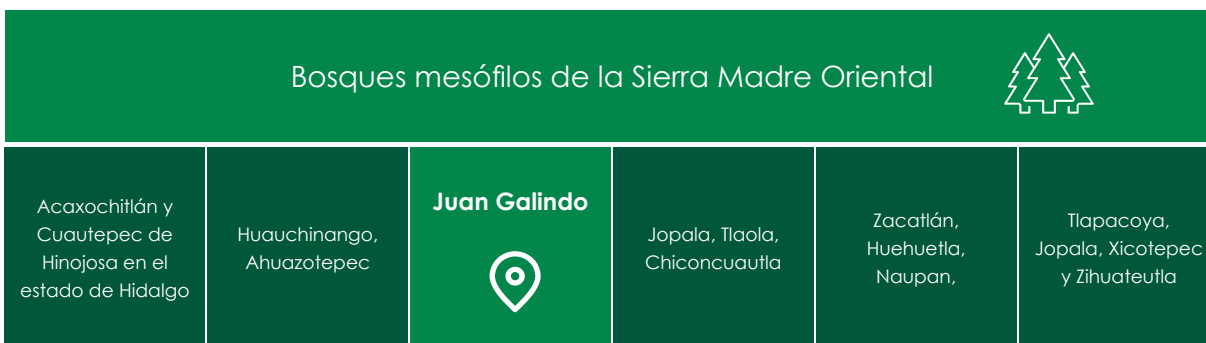 Bosques mesófilos de la Sierra Madre Oriental
Acaxochitlán y
Cuautepec de
Hinojosa en el
estado de Hidalgo
Huauchinango,
Ahuazotepec
Juan Galindo
Jopala, Tlaola,
Chiconcuautla
Zacatlán,
Huehuetla,
Naupan,
Tlapacoya,
Jopala, Xicotepec
y Zihuateutla